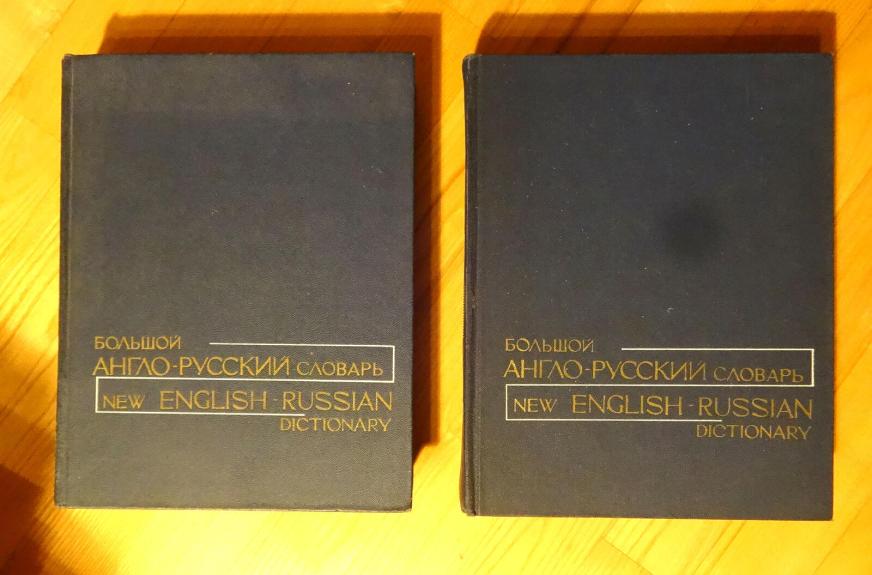 БОЛЬШОЙ
АНГЛО-РУССКИЙ СЛОВАРЬ
NEW ENGLISH-RUSSIAN
DICTIONARY
БОЛЬШОЙ
АНГЛО-РУССКИЙ СЛОВАРЬ
NEW ENGLISH-RUSSIAN
DICTIONARY